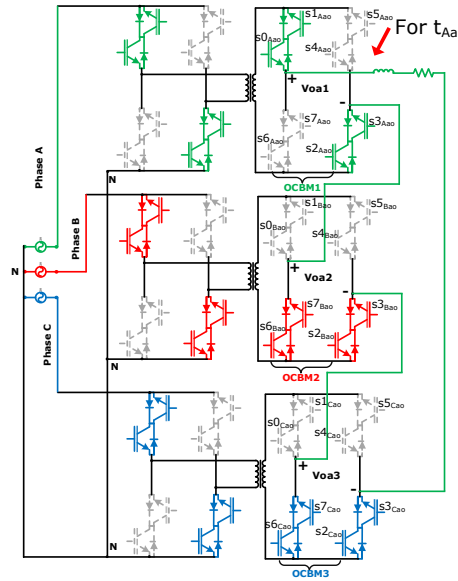 s1Aao
s5Aao
For tAa
s0Aao
s4Aao
+
Voa1
-
s7Aao
s3Aao
s6Aao
s2Aao
Phase A
N
OCBM1
s1Bao
s5Bao
Phase B
s0Bao
s4Bao
N
+
Voa2
-
s7Bao
s3Bao
Phase C
s6Bao
s2Bao
N
OCBM2
s1Cao
s5Cao
s0Cao
s4Cao
+
Voa3
-
s7Cao
s3Cao
s6Cao
s2Cao
N
OCBM3